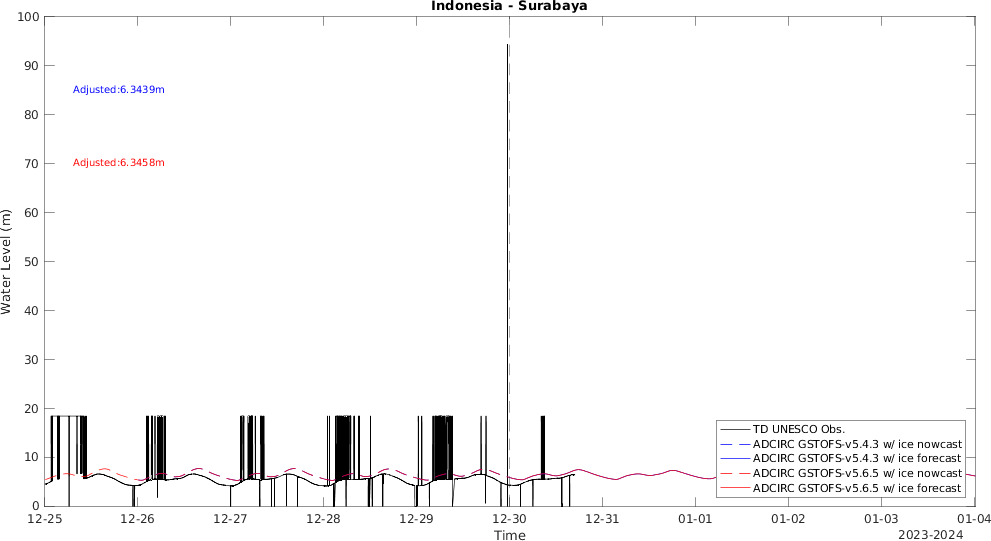 Indonesia - Surabaya
100
90
80
70
60
50
40
30
20
10
0
Water Level (m)
Adjusted:6.3439m
Adjusted:6.3458m
TD UNESCO Obs.
ADCIRC GSTOFS-v5.4.3 w/ ice nowcast
ADCIRC GSTOFS-v5.4.3 w/ ice forecast
ADCIRC GSTOFS-v5.6.5 w/ ice nowcast
ADCIRC GSTOFS-v5.6.5 w/ ice forecast
12-25 12-26 12-27 12-28 12-29 12-30 12-31 01-01 01-02 01-03 01-04
Time
2023-2024